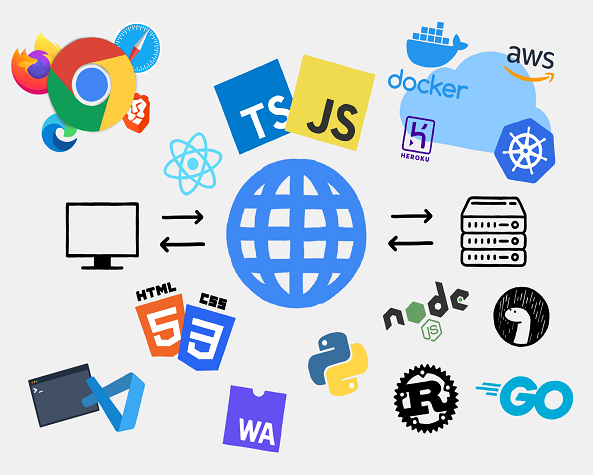 aws
docker
TS
JS
HEROKU
HTML
CSS
5
3
node
JS
>_
WA
R
GO